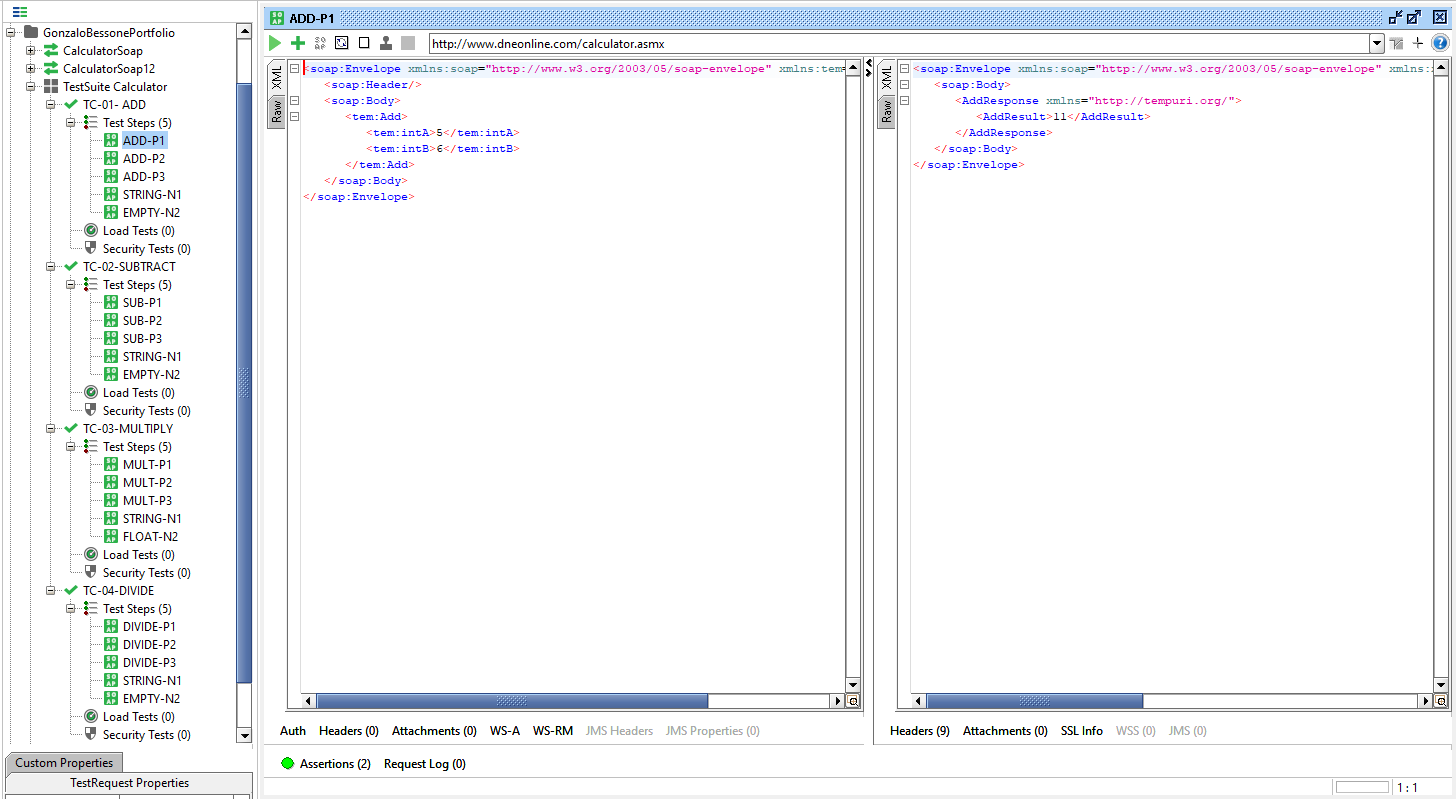 GonzaloBessonePortfolio
CalculatorSoap
CalculatorSoap12
TestSuite Calculator
TC-01- ADD
Test Steps (5)
ADD-P1
ADD-P2
ADD-P3
STRING-N1
EMPTY-N2
Load Tests (0)
Security Tests (0)
TC-02-SUBTRACT
Test Steps (5)
SUB-P1
SUB-P2
SUB-P3
STRING-N1
EMPTY-N2
Load Tests (0)
Security Tests (0)
TC-03-MULTIPLY
Test Steps (5)
MULT-P1
MULT-P2
MULT-P3
STRING-N1
FLOAT-N2
Load Tests (0)
Security Tests (0)
TC-04-DIVIDE
Test Steps (5)
DIVIDE-P1
DIVIDE-P2
DIVIDE-P3
STRING-N1
EMPTY-N2
Load Tests (0)
Security Tests (0)
Custom Properties
TestRequest Properties
ADD-P1
http://www.dneonline.com/calculator.asmx
XML
Raw
<soap:Envelope xmlns:soap="http://www.w3.org/2003/05/soap-envelope" xmlns:tem=
<soap:Header/>
<soap:Body>
<tem:Add>
<tem:intA>5</tem:intA>
<tem:intB>6</tem:intB>
</tem:Add>
</soap:Body>
</soap:Envelope>
Auth Headers (0) Attachments (0) WS-A WS-RM JMS Headers JMS Properties (0)
XML
Raw
<soap:Envelope xmlns:soap="http://www.w3.org/2003/05/soap-envelope" xmlns:
<soap:Body>
<AddResponse xmlns="http://tempuri.org/">
<AddResult>11</AddResult>
</AddResponse>
</soap:Body>
</soap:Envelope>
Headers (9) Attachments (0) SSL Info WSS (0) JMS (0)
Assertions (2) Request Log (0)
1 : 1